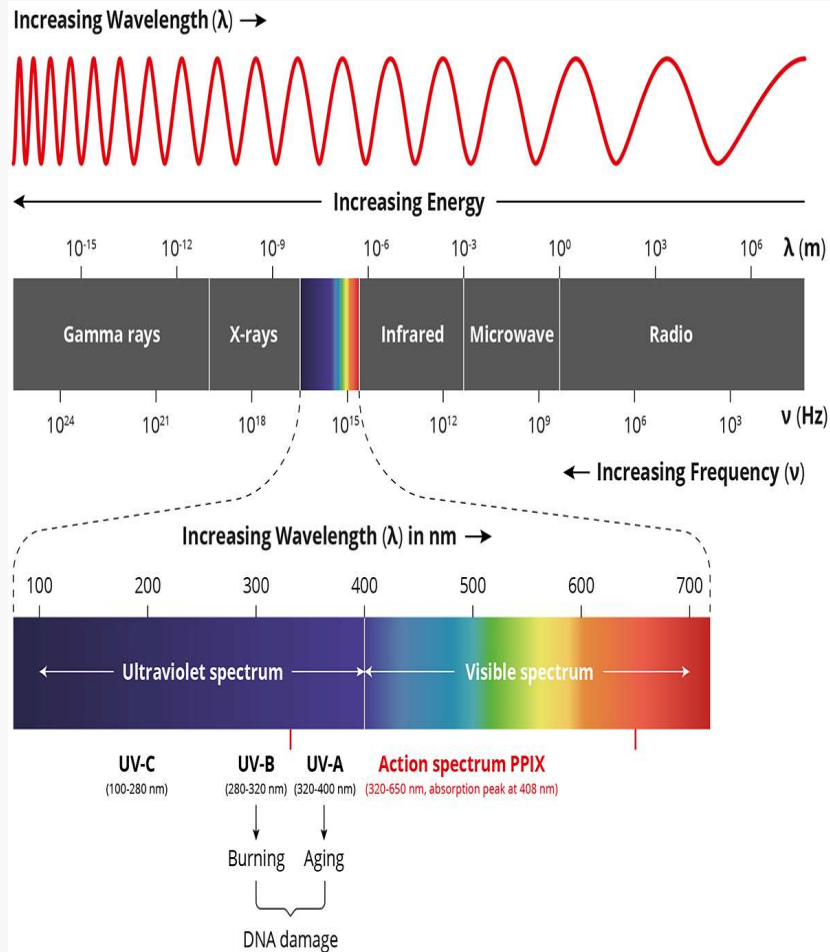 Increasing Wavelength (λ) →
Increasing Energy
10⁻¹⁵ 10⁻¹² 10⁻⁹ 10⁻⁶ 10⁻³ 10⁰ 10³ 10⁶ λ (m)
Gamma rays X-rays Infrared Microwave Radio
10²⁴ 10²¹ 10¹⁸ 10¹⁵ 10¹² 10⁹ 10⁶ 10³ ν (Hz)
← Increasing Frequency (ν)
Increasing Wavelength (λ) in nm →
100 200 300 400 500 600 700
Ultraviolet spectrum Visible spectrum
UV-C UV-B UV-A Action spectrum PPIX
(100-280 nm) (280-320 nm) (320-400 nm) (320-650 nm, absorption peak at 408 nm)
Burning Aging
DNA damage